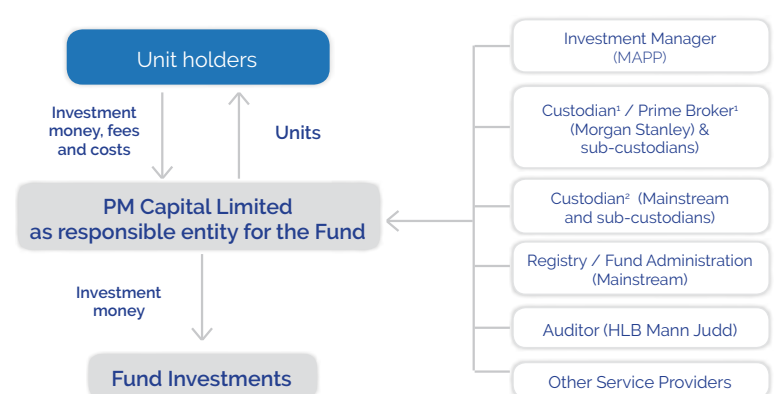 Unit holders
Investment
money, fees
and costs
Units
PM Capital Limited
as responsible entity for the Fund
Investment
money
Fund Investments
Investment Manager
(MAPP)
Custodian¹ / Prime Broker¹
(Morgan Stanley) &
sub-custodians)
Custodian² (Mainstream
and sub-custodians)
Registry / Fund Administration
(Mainstream)
Auditor (HLB Mann Judd)
Other Service Providers